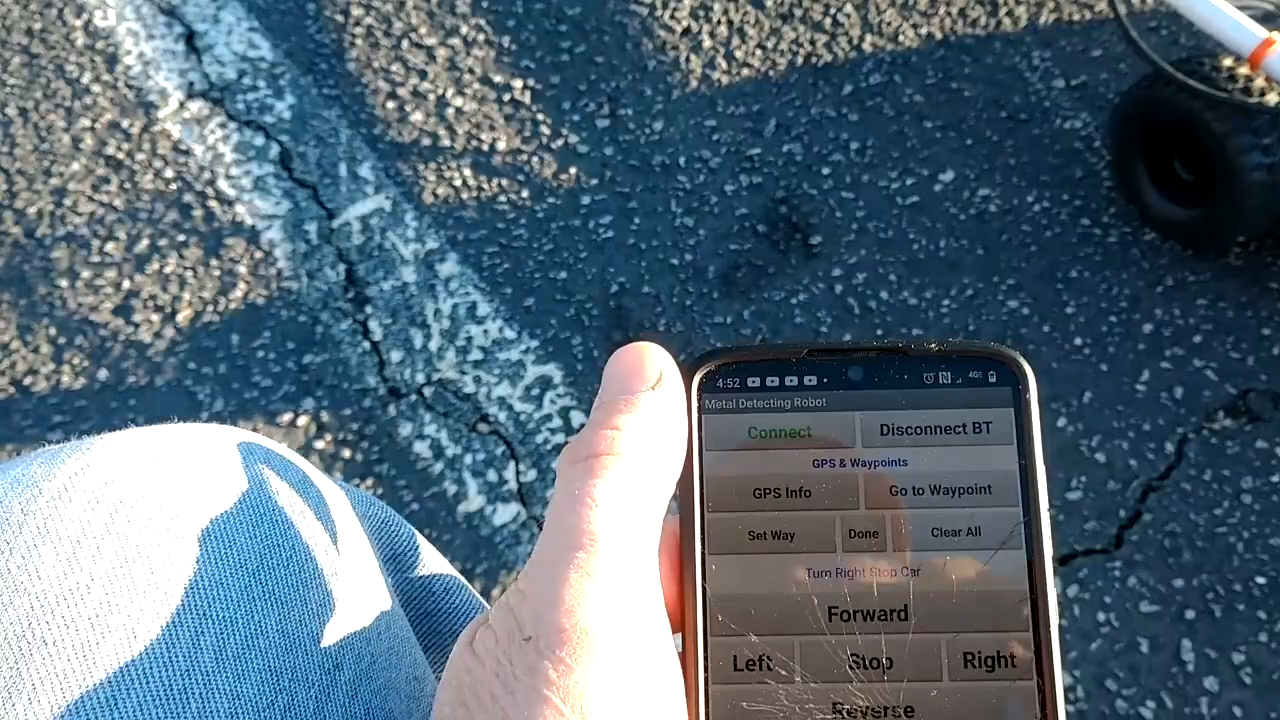 4:52 4G
Metal Detecting Robot
Connect Disconnect BT
GPS & Waypoints
GPS Info Go to Waypoint
Set Way Done Clear All
Turn Right Stop Car
Forward
Left Stop Right
Reverse